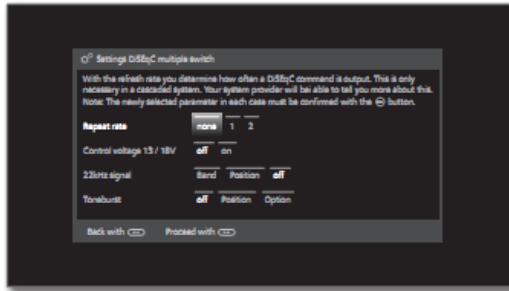 Settings DiSEqC multiple switch
With the refresh rate you determine how often a DiSEqC command is output. This is only
necessary in a cascaded system. Your system provider will be able to tell you more about this.
Note: The newly selected parameter in each case must be confirmed with the OK button.
Repeat rate none 1 2
Control voltage 13 / 18V off on
22kHz signal Band Position off
Toneburst off Position Option
Back with Proceed with